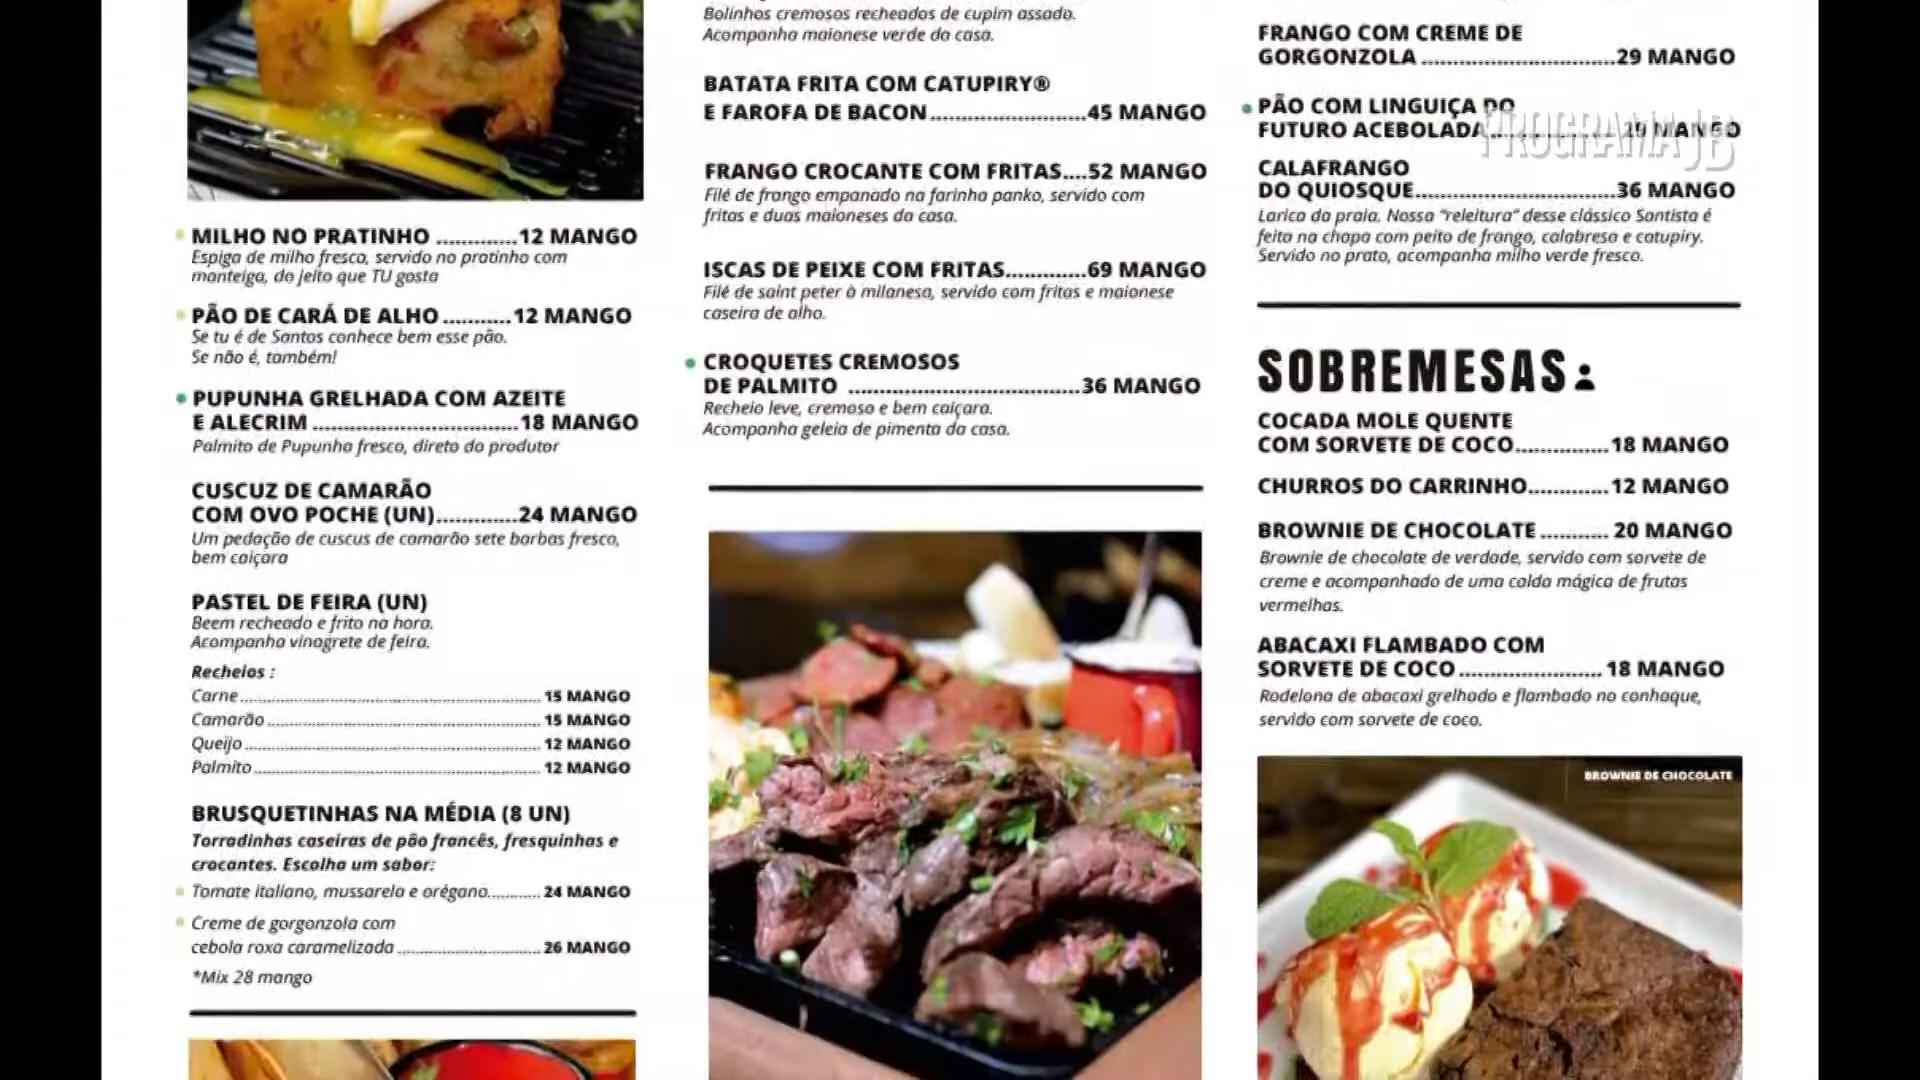 MILHO NO PRATINHO .............12 MANGO
Espiga de milho fresco, servido no pratinho com
manteiga, do jeito que TU gosta
PÃO DE CARÁ DE ALHO ...........12 MANGO
Se tu é de Santos conhece bem esse pão.
Se não é, também!
PUPUNHA GRELHADA COM AZEITE
E ALECRIM .................................18 MANGO
Palmito de Pupunha fresco, direto do produtor
CUSCUZ DE CAMARÃO
COM OVO POCHE (UN).............24 MANGO
Um pedação de cuscus de camarão sete barbas fresco,
bem caiçara
PASTEL DE FEIRA (UN)
Beem recheado e frito na hora.
Acompanha vinagrete de feira.
Recheios :
Carne.................................................. 15 MANGO
Camarão............................................. 15 MANGO
Queijo................................................. 12 MANGO
Palmito................................................ 12 MANGO
BRUSQUETINHAS NA MÉDIA (8 UN)
Torradinhas caseiras de pão francês, fresquinhas e
crocantes. Escolha um sabor:
Tomate italiano, mussarela e orégano.......... 24 MANGO
Creme de gorgonzola com
cebola roxa caramelizada ........................ 26 MANGO
*Mix 28 mango
Bolinhos cremosos recheados de cupim assado.
Acompanha maionese verde da casa.
BATATA FRITA COM CATUPIRY®
E FAROFA DE BACON.........................45 MANGO
FRANGO CROCANTE COM FRITAS....52 MANGO
Filé de frango empanado na farinha panko, servido com
fritas e duas maioneses da casa.
ISCAS DE PEIXE COM FRITAS.............69 MANGO
Filé de saint peter à milanesa, servido com fritas e maionese
caseira de alho.
CROQUETES CREMOSOS
DE PALMITO .....................................36 MANGO
Recheio leve, cremoso e bem caiçara.
Acompanha geleia de pimenta da casa.
FRANGO COM CREME DE
GORGONZOLA ...............................29 MANGO
PÃO COM LINGUIÇA DO
FUTURO ACEBOLADA.................... 29 MANGO
PROGRAMA JB
CALAFRANGO
DO QUIOSQUE................................36 MANGO
Larica da praia. Nossa "releitura" desse clássico Santista é
feita na chapa com peito de frango, calabresa e catupiry.
Servido no prato, acompanha milho verde fresco.
SOBREMESAS
COCADA MOLE QUENTE
COM SORVETE DE COCO...............18 MANGO
CHURROS DO CARRINHO.............12 MANGO
BROWNIE DE CHOCOLATE ........... 20 MANGO
Brownie de chocolate de verdade, servido com sorvete de
creme e acompanhado de uma calda mágica de frutas
vermelhas.
ABACAXI FLAMBADO COM
SORVETE DE COCO ....................... 18 MANGO
Rodelona de abacaxi grelhado e flambado no conhaque,
servido com sorvete de coco.
BROWNIE DE CHOCOLATE